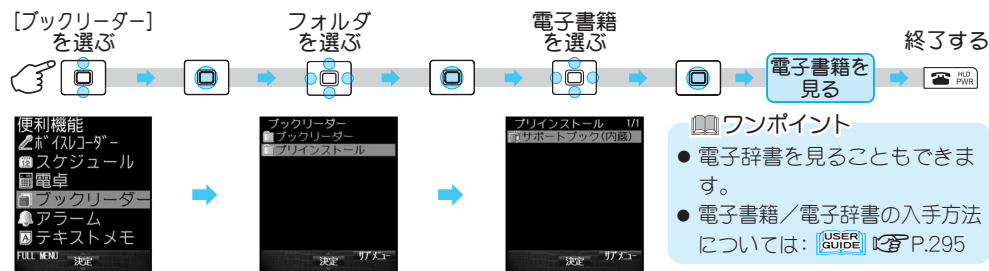 [ブックリーダー]
を選ぶ
フォルダ
を選ぶ
電子書籍
を選ぶ
終了する
電子書籍を
見る
HLD
PWR
便利機能
ボイスレコーダー
スケジュール
電卓
ブックリーダー
アラーム
テキストメモ
FULL MENU 決定
ブックリーダー
ブックリーダー
プリインストール
決定 サブメニュー
プリインストール 1/1
サポートブック(内蔵)
決定 サブメニュー
ワンポイント
● 電子辞書を見ることもできま
す。
● 電子書籍／電子辞書の入手方法
については: USER GUIDE P.295